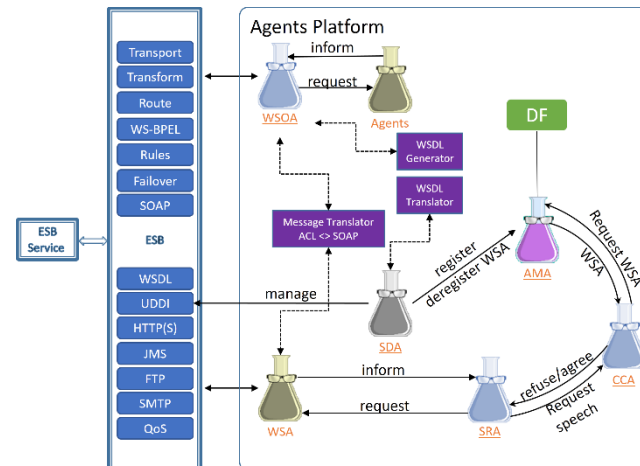 Agents Platform
Transport
Transform
Route
WS-BPEL
Rules
Failover
SOAP
ESB
WSDL
UDDI
HTTP(S)
JMS
FTP
SMTP
QoS
ESB
Service
inform
request
WSOA
Agents
WSDL
Generator
WSDL
Translator
Message Translator
ACL <> SOAP
DF
AMA
register
deregister WSA
Request WSA
WSA
manage
SDA
CCA
inform
request
WSA
SRA
refuse/agree
Request
speech